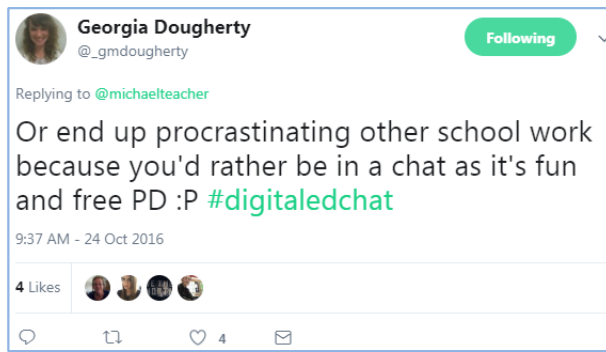 Georgia Dougherty
@_gmdougherty
Following
Replying to @michaelteacher
Or end up procrastinating other school work
because you'd rather be in a chat as it's fun
and free PD :P #digitaledchat
9:37 AM - 24 Oct 2016
4 Likes
4